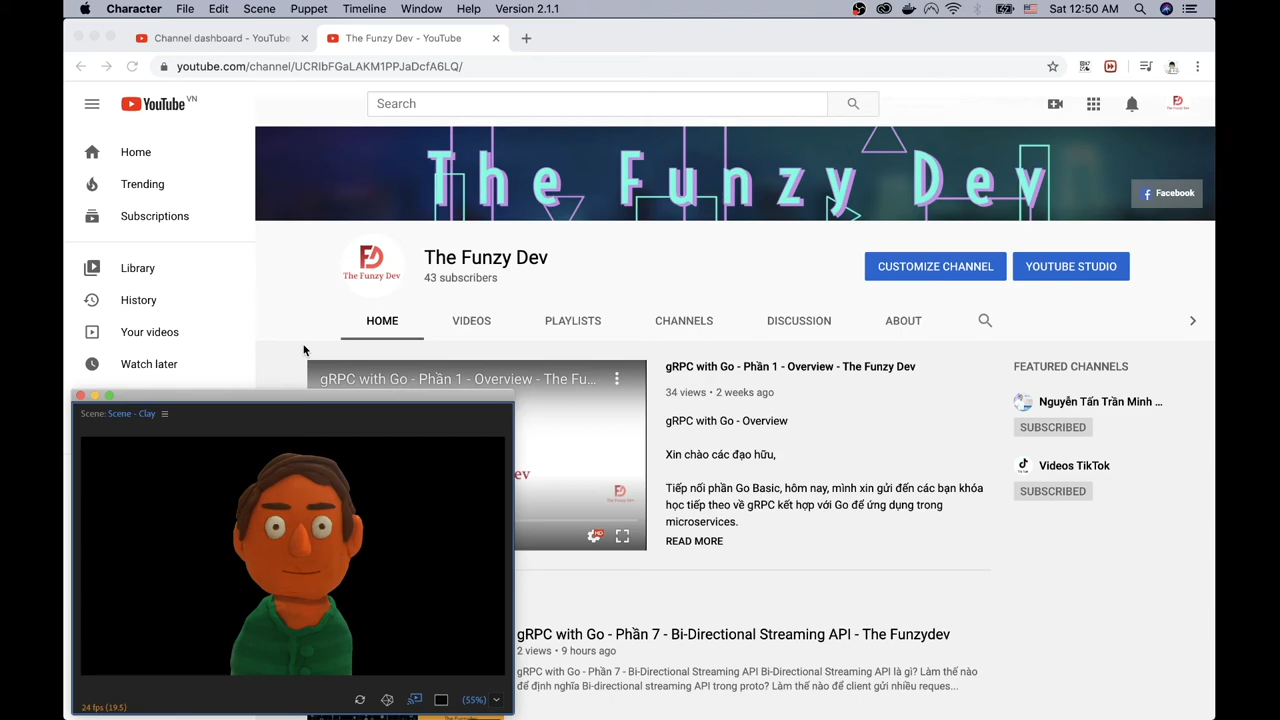 Character File Edit Scene Puppet Timeline Window Help Version 2.1.1 Sat 12:50 AM
Channel dashboard - YouTube
The Funzy Dev - YouTube
youtube.com/channel/UCRIbFGaLAKM1PPJaDcfA6LQ/
YouTube VN
Search
The Funzy Dev
Facebook
Home
Trending
Subscriptions
Library
History
Your videos
Watch later
The Funzy Dev
The Funzy Dev
43 subscribers
CUSTOMIZE CHANNEL
YOUTUBE STUDIO
HOME VIDEOS PLAYLISTS CHANNELS DISCUSSION ABOUT
gRPC with Go - Phần 1 - Overview - The Fu...
ev
HD
gRPC with Go - Phần 1 - Overview - The Funzy Dev
34 views • 2 weeks ago
gRPC with Go - Overview
Xin chào các đạo hữu,
Tiếp nối phần Go Basic, hôm nay, mình xin gửi đến các bạn khóa
học tiếp theo về gRPC kết hợp với Go để ứng dụng trong
microservices.
READ MORE
FEATURED CHANNELS
Nguyễn Tấn Trần Minh ...
SUBSCRIBED
Videos TikTok
SUBSCRIBED
Scene: Scene - Clay
24 fps (19.5)
(55%)
gRPC with Go - Phần 7 - Bi-Directional Streaming API - The Funzydev
2 views • 9 hours ago
gRPC with Go - Phần 7 - Bi-Directional Streaming API Bi-Directional Streaming API là gì? Làm thế nào
để định nghĩa Bi-directional streaming API trong proto? Làm thế nào để client gửi nhiều reques...